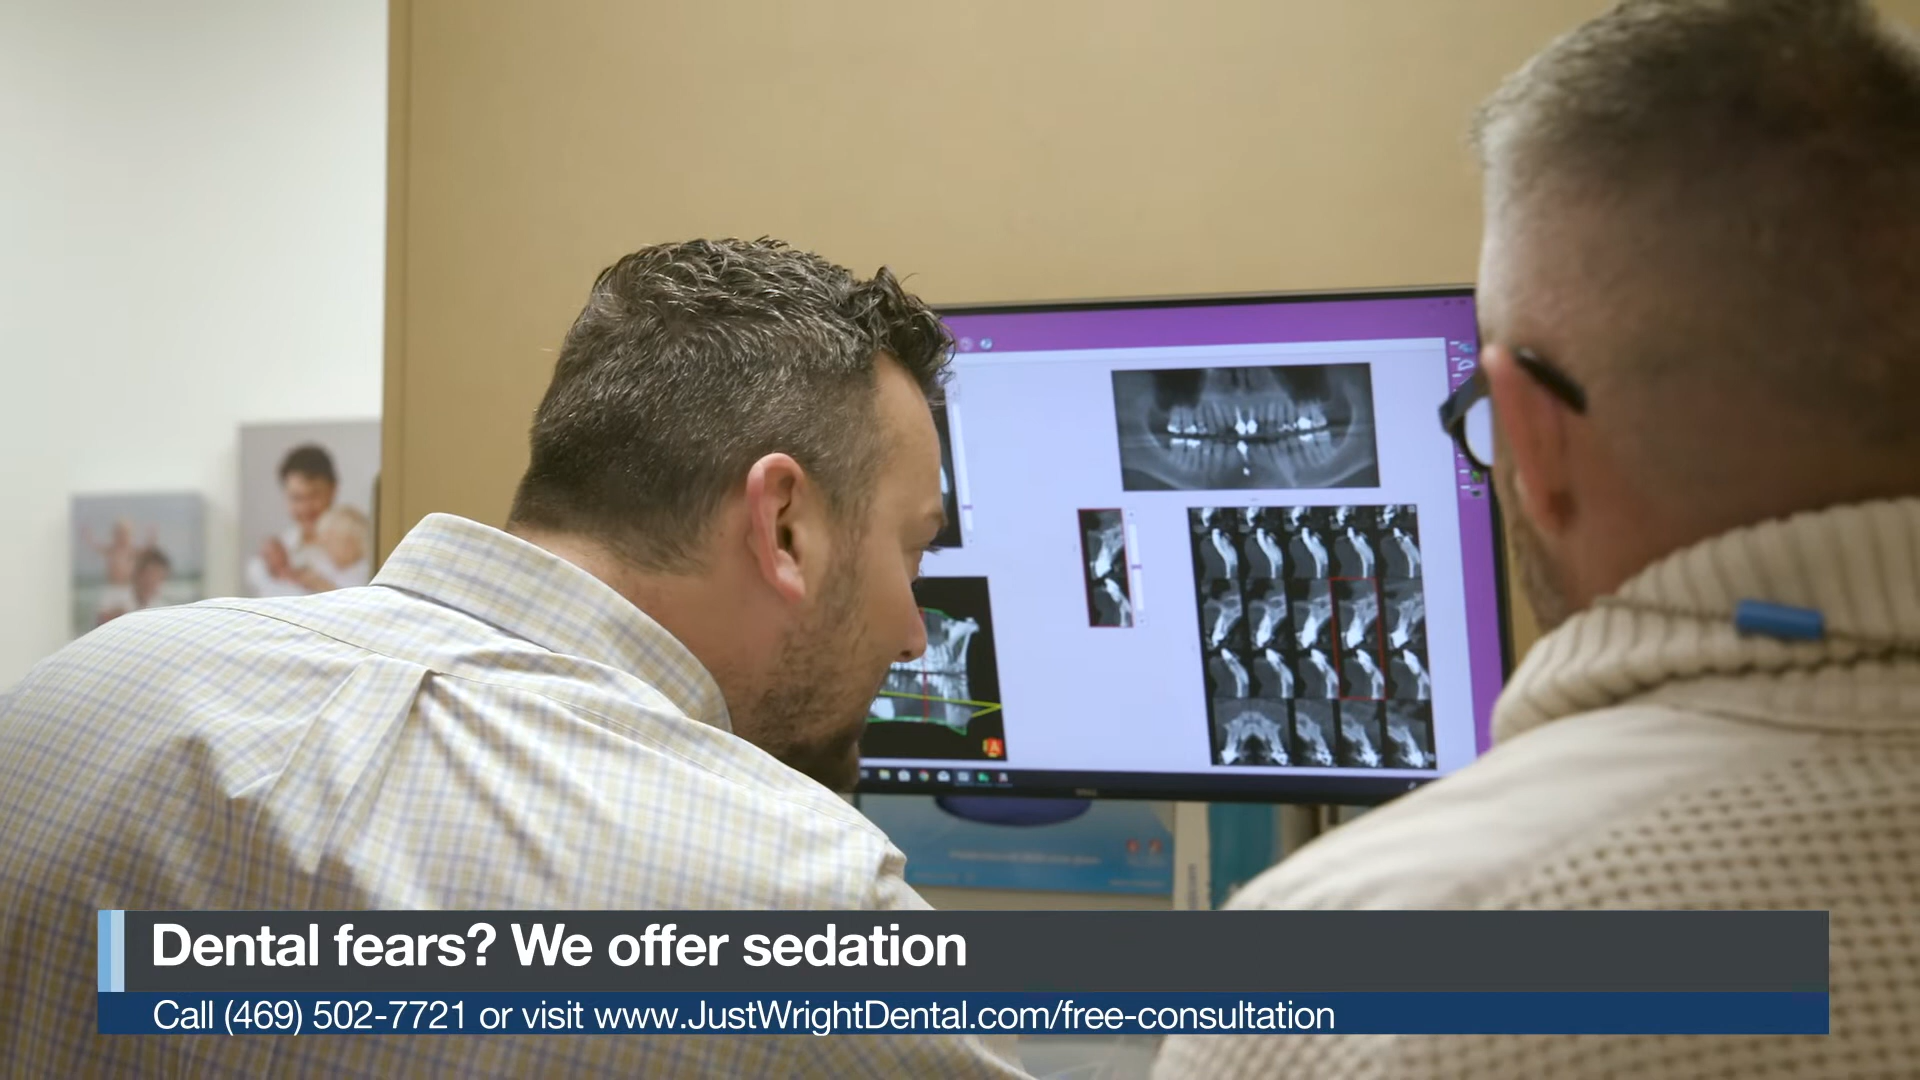 Dental fears? We offer sedation
Call (469) 502-7721 or visit www.JustWrightDental.com/free-consultation